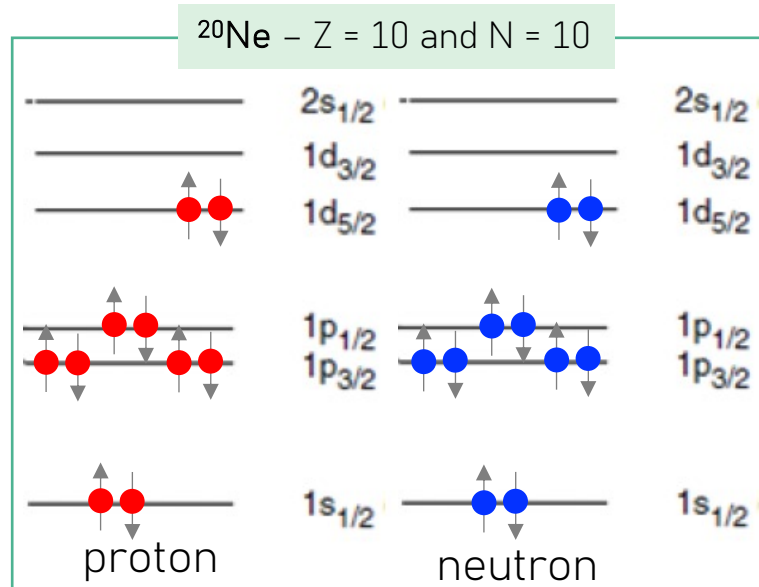 ²⁰Ne – Z = 10 and N = 10
2s₁/₂ 2s₁/₂
1d₃/₂ 1d₃/₂
1d₅/₂ 1d₅/₂
1p₁/₂ 1p₁/₂
1p₃/₂ 1p₃/₂
1s₁/₂ 1s₁/₂
proton neutron